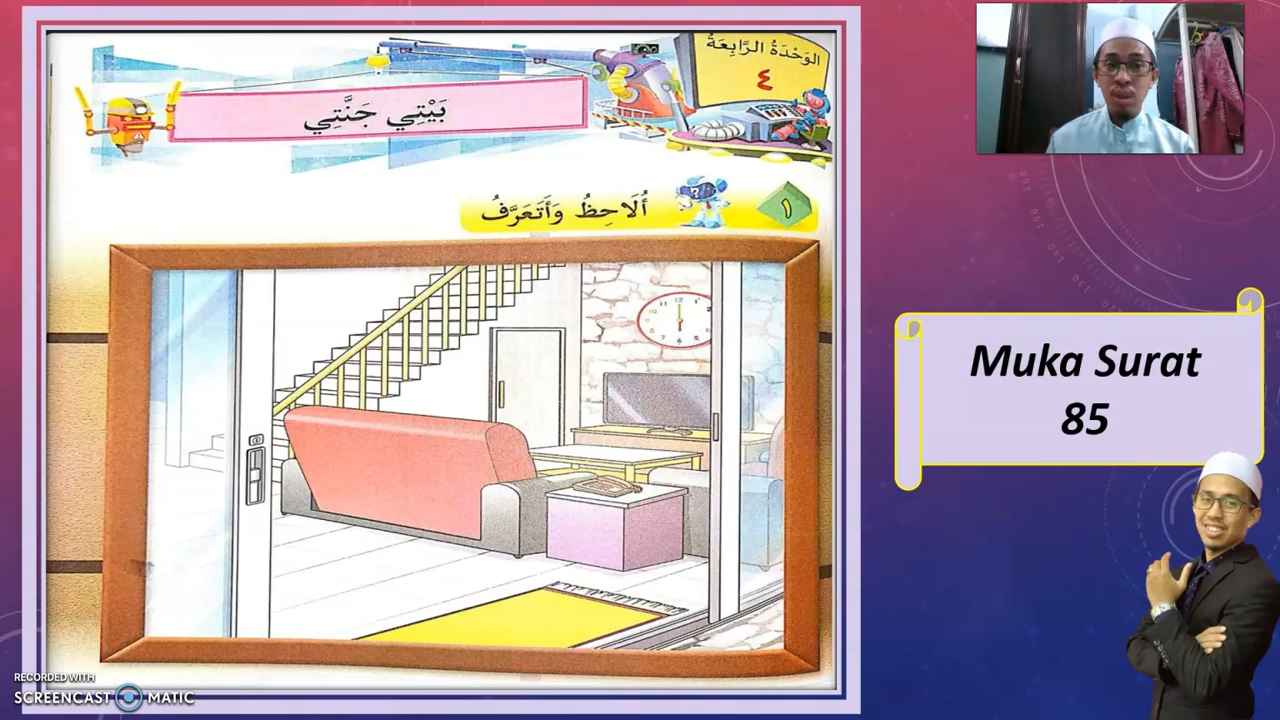 الوَحْدَةُ الرَّابِعَةُ
٤
بَيْتِي جَنَّتِي
١
أُلَاحِظُ وَأَتَعَرَّفُ
Muka Surat
85
RECORDED WITH
SCREENCAST MATIC